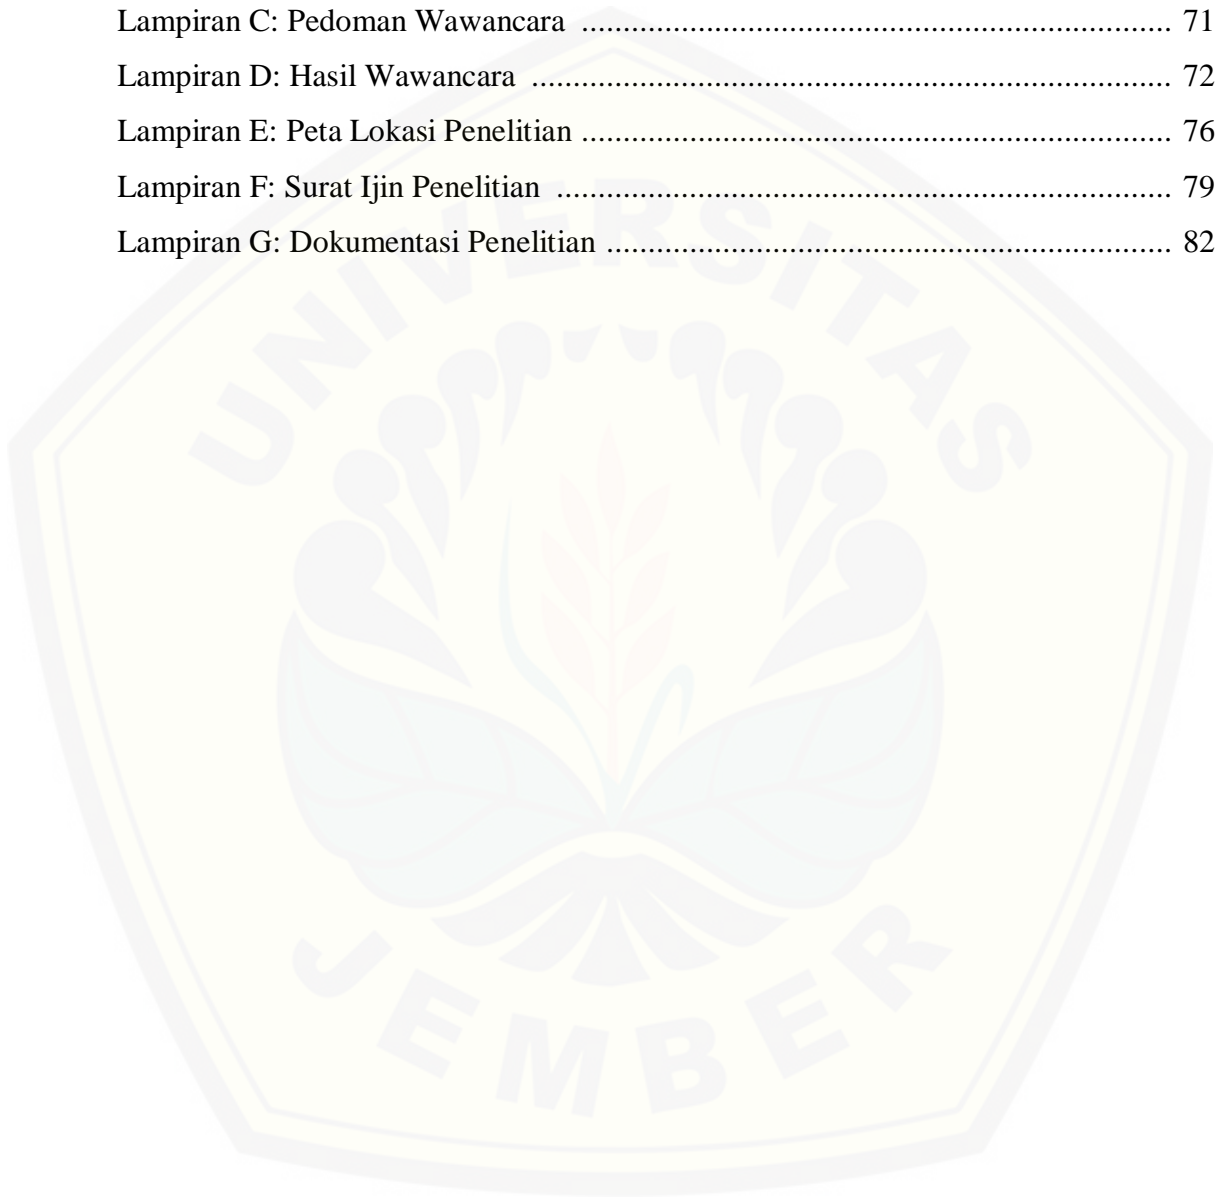 Lampiran C: Pedoman Wawancara ........................................................................ 71
Lampiran D: Hasil Wawancara .............................................................................. 72
Lampiran E: Peta Lokasi Penelitian ........................................................................ 76
Lampiran F: Surat Ijin Penelitian ........................................................................... 79
Lampiran G: Dokumentasi Penelitian ..................................................................... 82
UNIVERSITAS
JEMBER